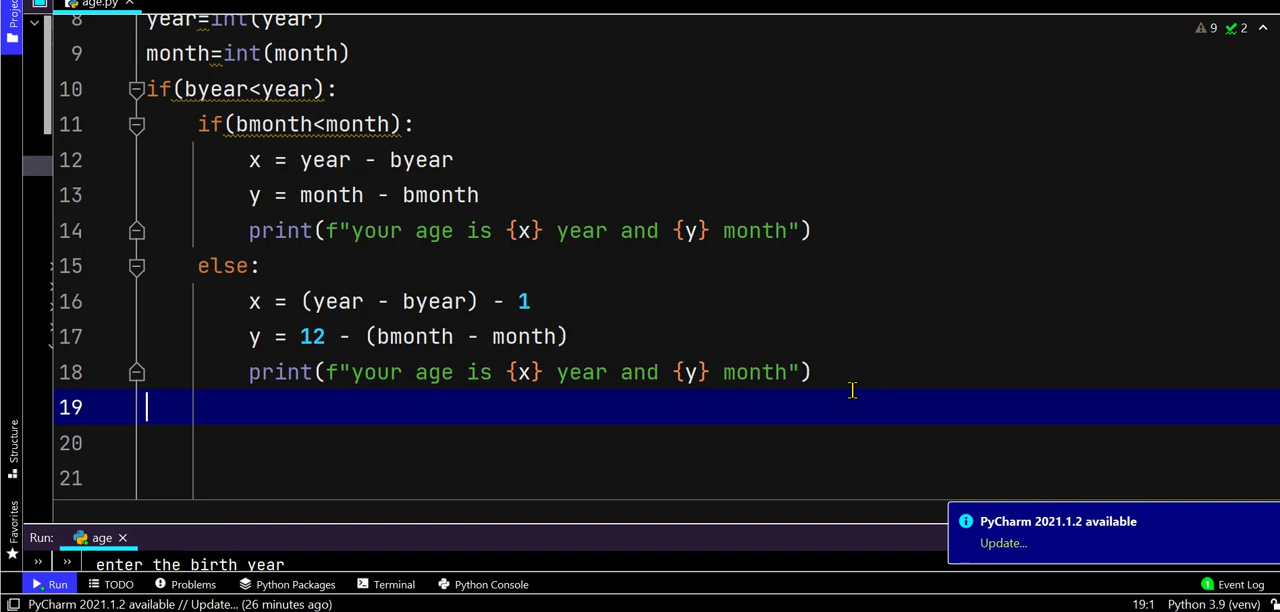 Project
age.py
9 2
8 year=int(year)
9 month=int(month)
10 if(byear<year):
11 if(bmonth<month):
12 x = year - byear
13 y = month - bmonth
14 print(f"your age is {x} year and {y} month")
15 else:
16 x = (year - byear) - 1
17 y = 12 - (bmonth - month)
18 print(f"your age is {x} year and {y} month")
19
20
21
Structure
Favorites
PyCharm 2021.1.2 available
Update...
Run: age
enter the birth year
Run TODO Problems Python Packages Terminal Python Console 1 Event Log
PyCharm 2021.1.2 available // Update... (26 minutes ago) 19:1 Python 3.9 (venv)